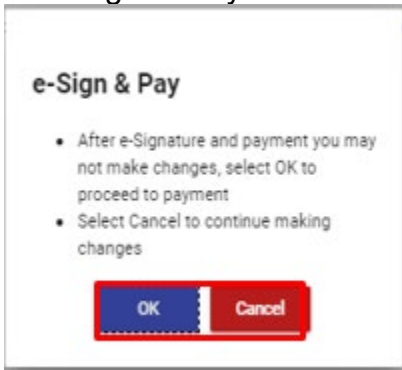 e-Sign & Pay
• After e-Signature and payment you may
not make changes, select OK to
proceed to payment
• Select Cancel to continue making
changes
OK
Cancel